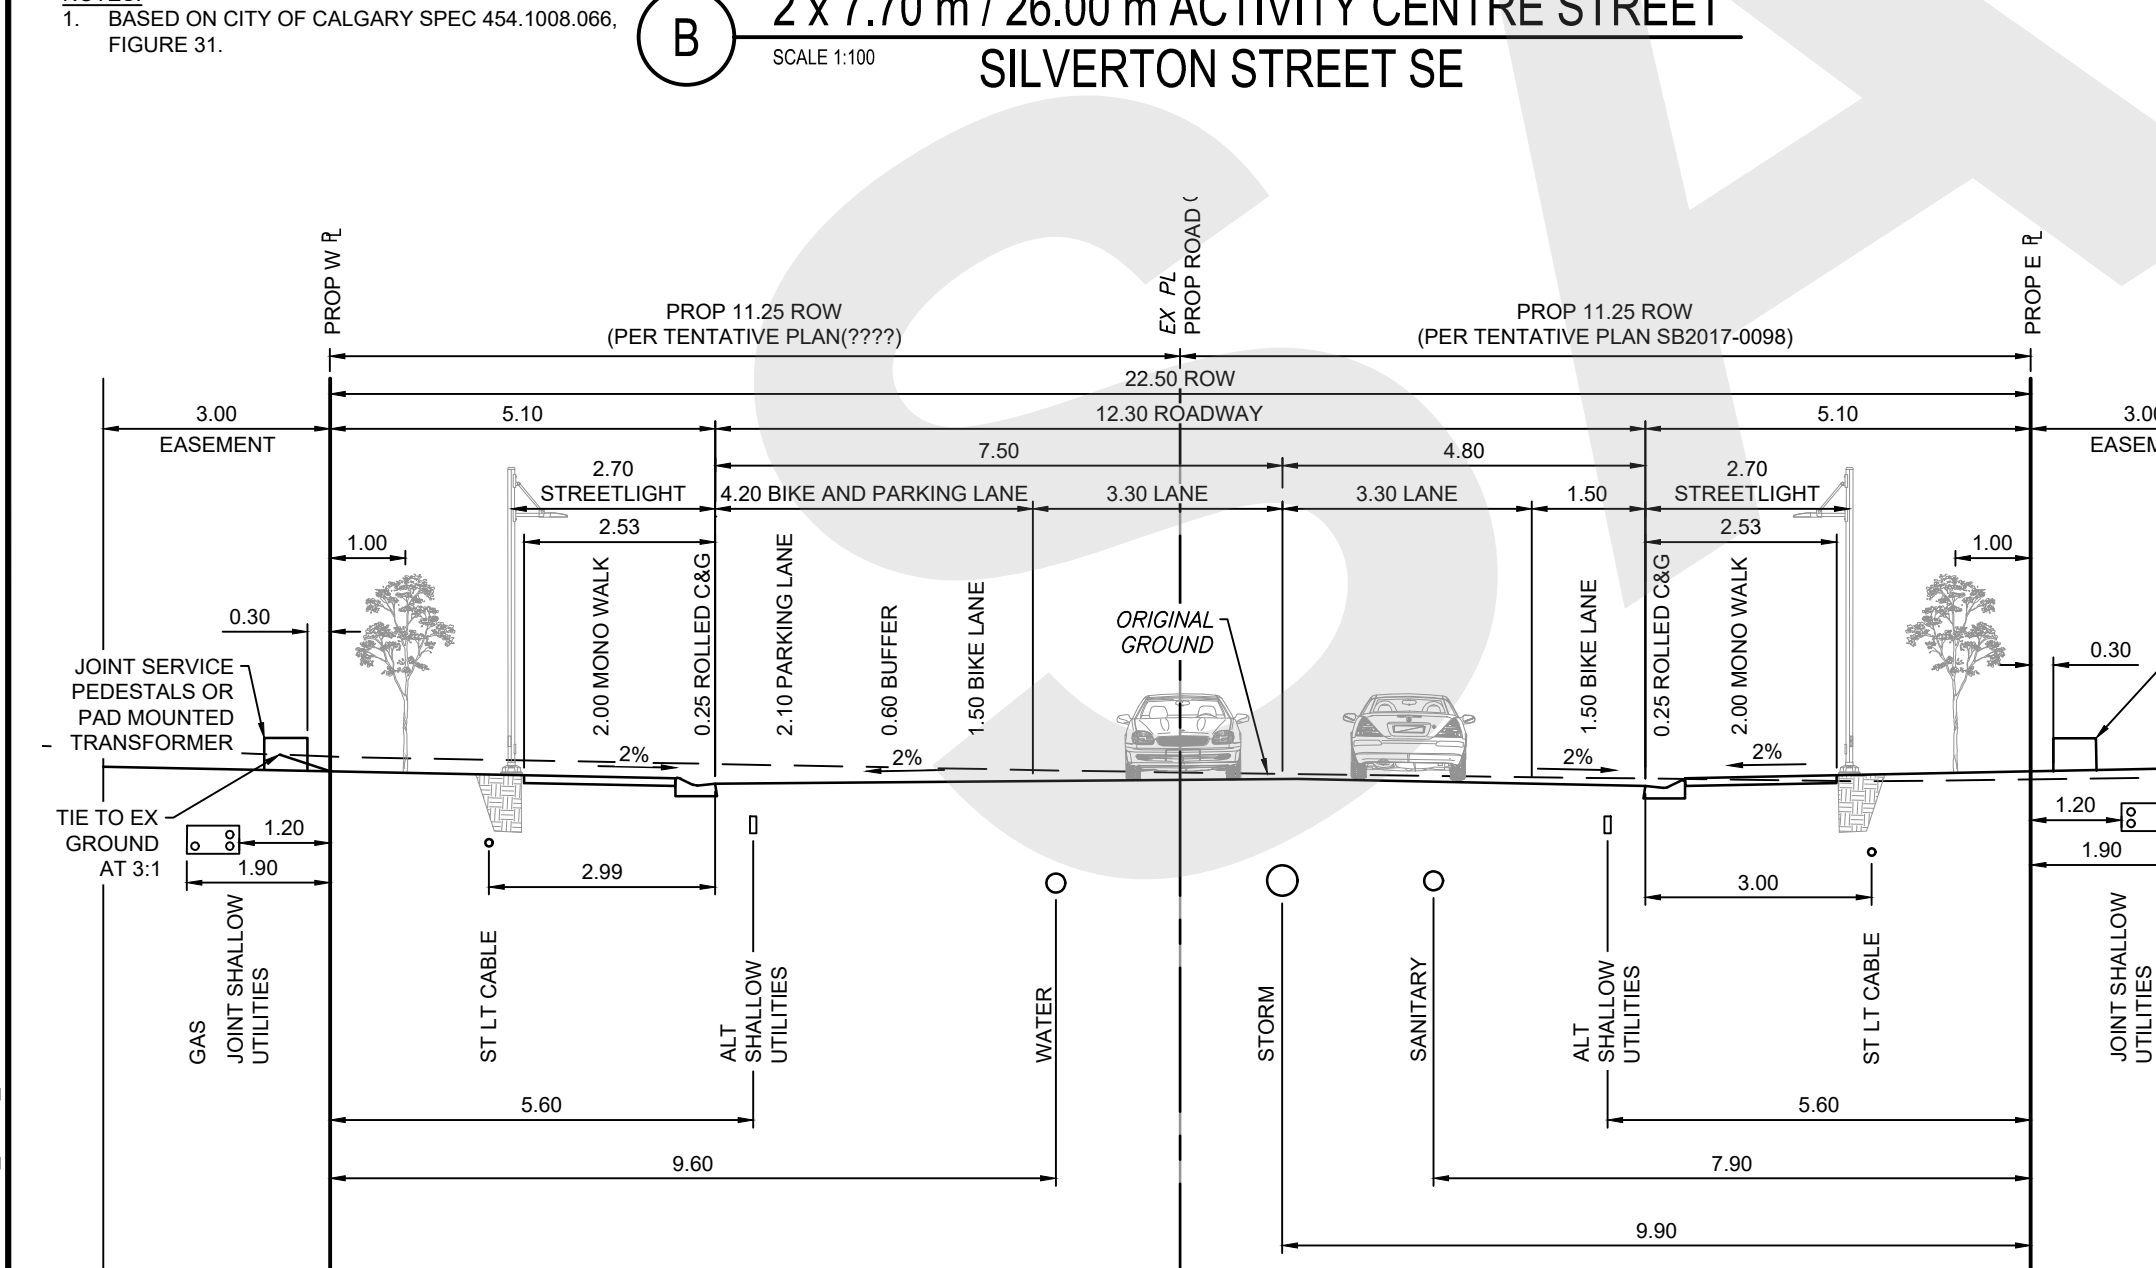 1. BASED ON CITY OF CALGARY SPEC 454.1008.066,
FIGURE 31.
B
2 x 7.70 m / 26.00 m ACTIVITY CENTRE STREET
SCALE 1:100
SILVERTON STREET SE
PROP W PL
EX PL
PROP ROAD
PROP E PL
PROP 11.25 ROW
(PER TENTATIVE PLAN(????)
PROP 11.25 ROW
(PER TENTATIVE PLAN SB2017-0098)
22.50 ROW
3.00
EASEMENT
5.10
12.30 ROADWAY
5.10
7.50
4.80
2.70
STREETLIGHT
4.20 BIKE AND PARKING LANE
3.30 LANE
3.30 LANE
1.50
2.70
STREETLIGHT
2.53
2.53
1.00
1.00
2.00 MONO WALK
0.25 ROLLED C&G
2.10 PARKING LANE
0.60 BUFFER
1.50 BIKE LANE
ORIGINAL
GROUND
1.50 BIKE LANE
0.25 ROLLED C&G
2.00 MONO WALK
0.30
0.30
JOINT SERVICE
PEDESTALS OR
PAD MOUNTED
TRANSFORMER
2%
2%
2%
2%
TIE TO EX
GROUND
AT 3:1
1.20
1.90
2.99
3.00
1.20
1.90
GAS
JOINT SHALLOW
UTILITIES
ST LT CABLE
ALT
SHALLOW
UTILITIES
WATER
STORM
SANITARY
ALT
SHALLOW
UTILITIES
ST LT CABLE
JOINT SHALLOW
UTILITIES
5.60
5.60
9.60
7.90
9.90